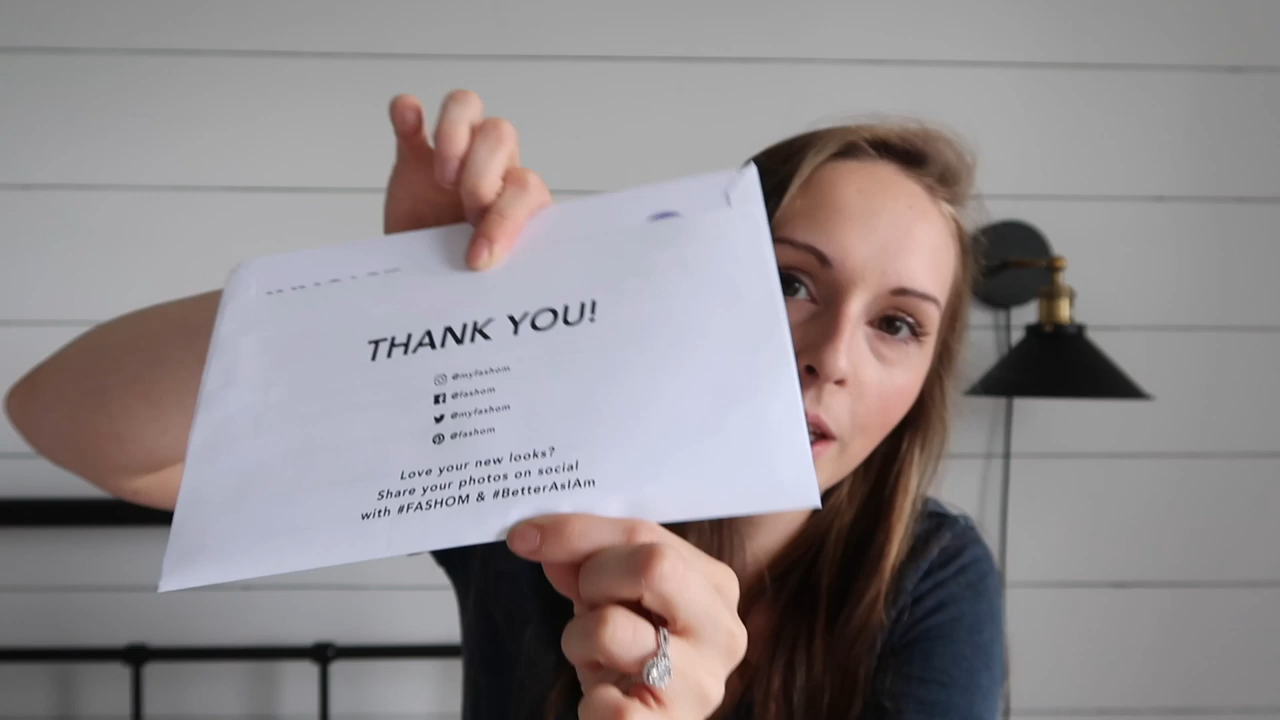 THANK YOU!
@myfashom
@fashom
@myfashom
@fashom
Love your new looks?
Share your photos on social
with #FASHOM & #BetterAsIAm